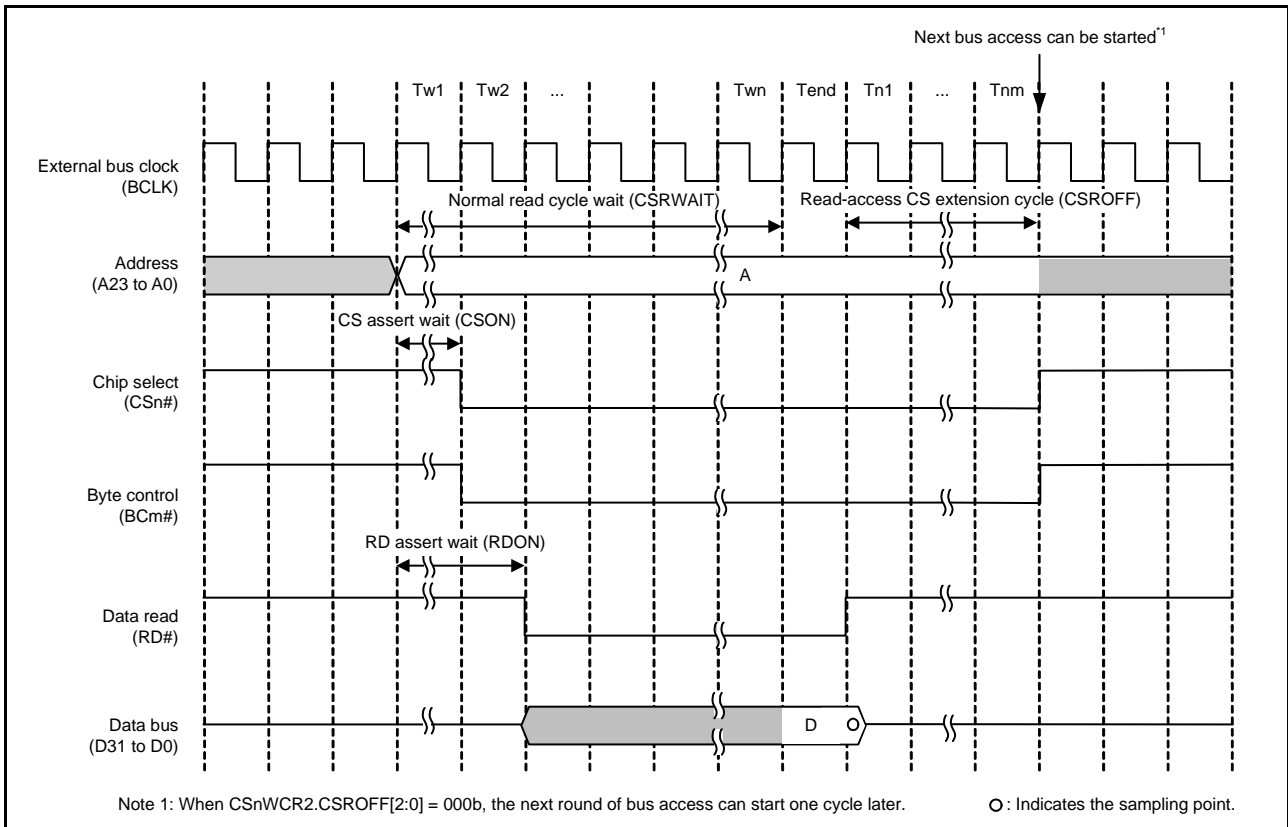 Next bus access can be started*1
Tw1 Tw2 ... Twn Tend Tn1 ... Tnm
External bus clock
(BCLK)
Normal read cycle wait (CSRWAIT)
Read-access CS extension cycle (CSROFF)
Address
(A23 to A0)
A
CS assert wait (CSON)
Chip select
(CSn#)
Byte control
(BCm#)
RD assert wait (RDON)
Data read
(RD#)
Data bus
(D31 to D0)
D
Note 1: When CSnWCR2.CSROFF[2:0] = 000b, the next round of bus access can start one cycle later.
: Indicates the sampling point.